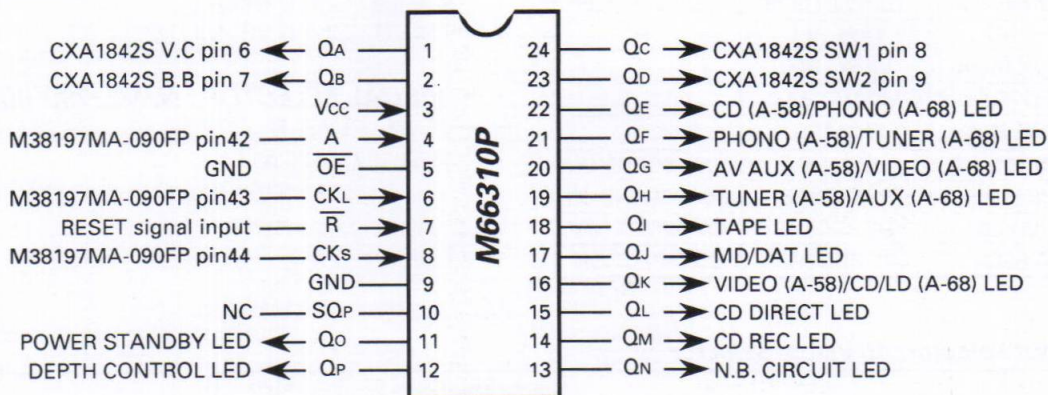 CXA1842S V.C pin 6 QA 1 24 QC CXA1842S SW1 pin 8
CXA1842S B.B pin 7 QB 2 23 QD CXA1842S SW2 pin 9
Vcc 3 22 QE CD (A-58)/PHONO (A-68) LED
M38197MA-090FP pin42 A 4 21 QF PHONO (A-58)/TUNER (A-68) LED
GND OE 5 20 QG AV AUX (A-58)/VIDEO (A-68) LED
M38197MA-090FP pin43 CKL 6 19 QH TUNER (A-58)/AUX (A-68) LED
RESET signal input R 7 18 QI TAPE LED
M38197MA-090FP pin44 CKs 8 17 QJ MD/DAT LED
GND 9 16 QK VIDEO (A-58)/CD/LD (A-68) LED
NC SQP 10 15 QL CD DIRECT LED
POWER STANDBY LED QO 11 14 QM CD REC LED
DEPTH CONTROL LED QP 12 13 QN N.B. CIRCUIT LED
M66310P